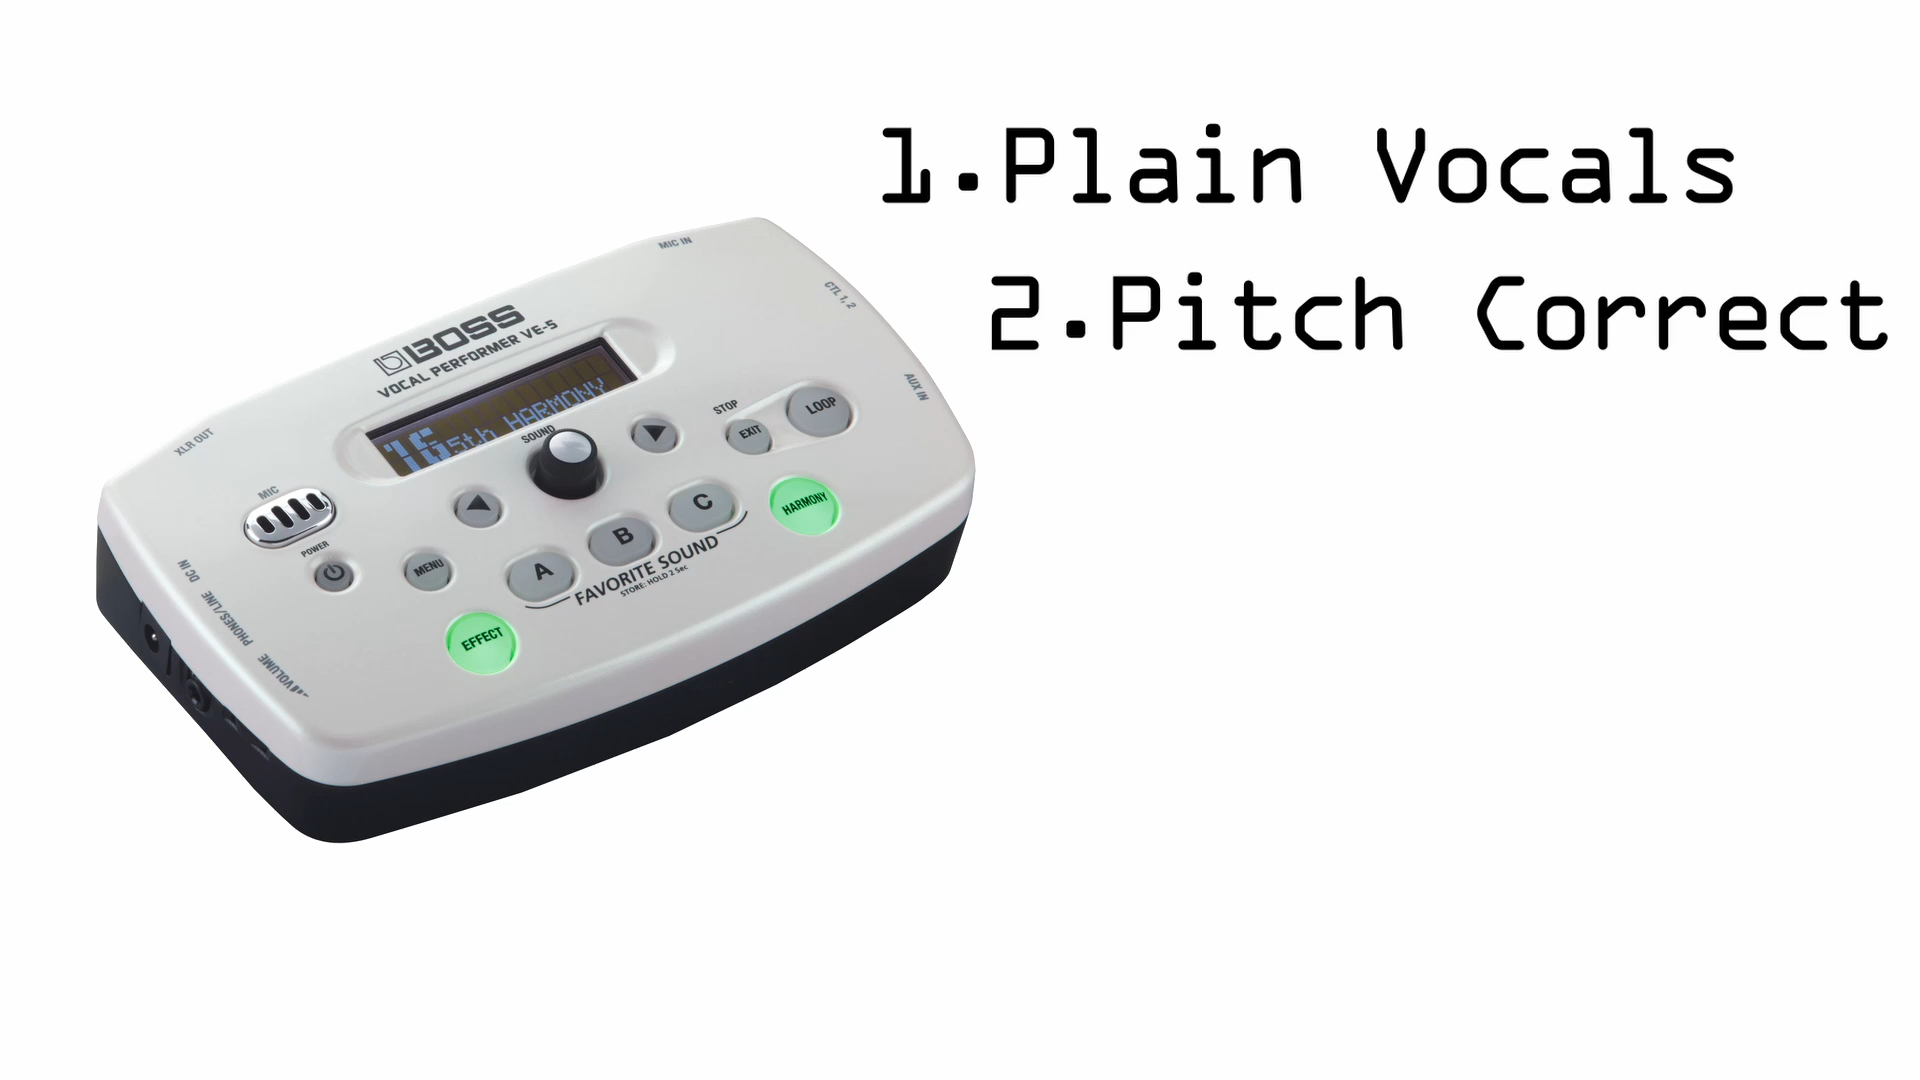 1.Plain Vocals
2.Pitch Correct
MIC IN
CTL 1, 2
BOSS
VOCAL PERFORMER VE-5
AUX IN
XLR OUT
16 5th HARMONY
SOUND
STOP
EXIT
LOOP
MIC
POWER
MENU
A
B
C
HARMONY
FAVORITE SOUND
STORE: HOLD 2 Sec
EFFECT
DC IN
PHONES/LINE
VOLUME